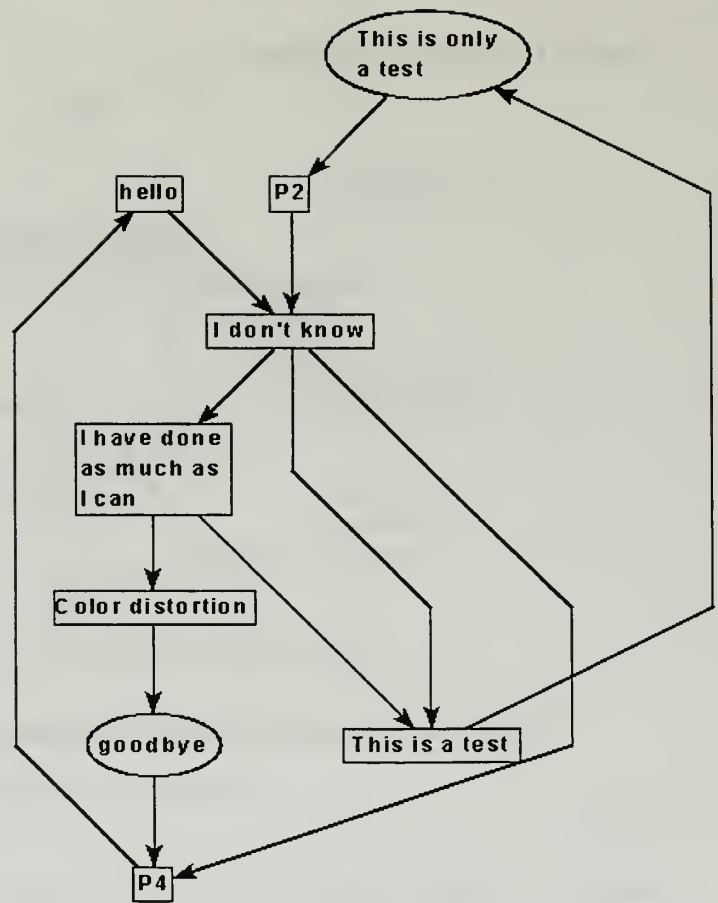 This is only
a test
hello
P2
I don't know
I have done
as much as
I can
Color distortion
goodbye
This is a test
P4